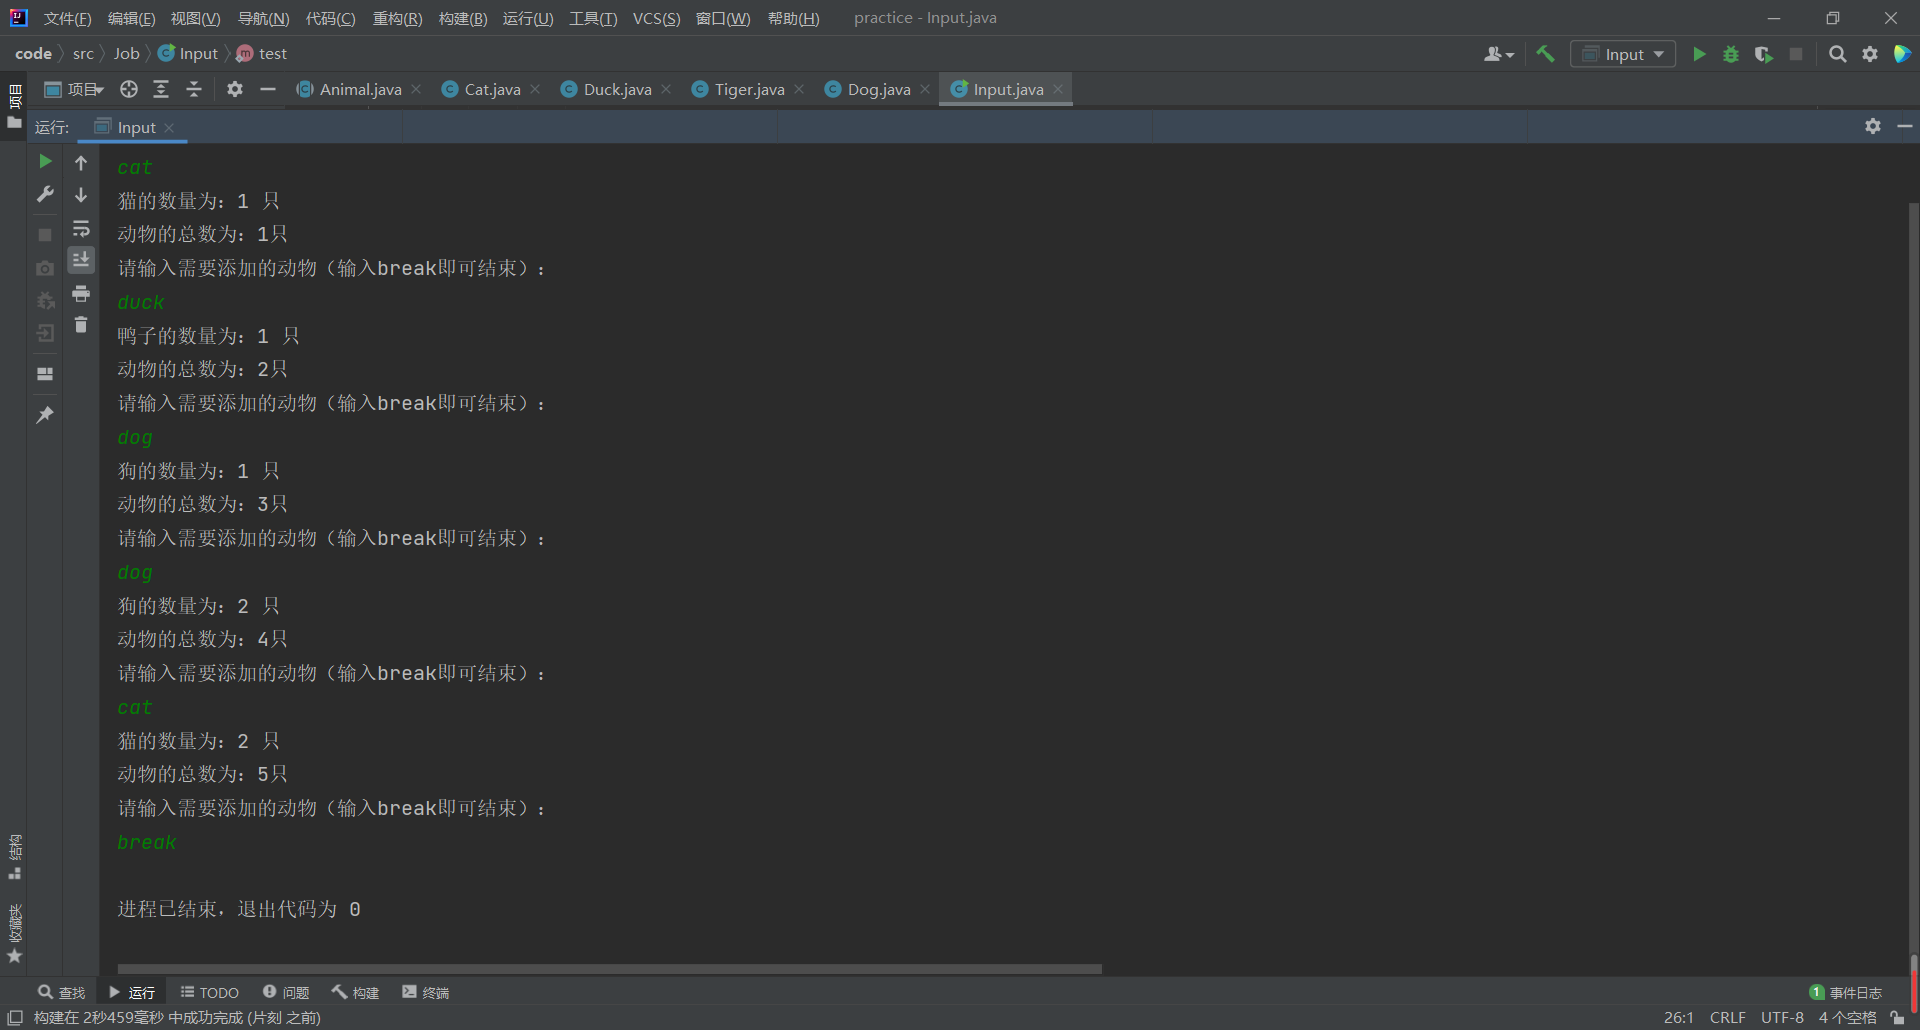 文件(F) 编辑(E) 视图(V) 导航(N) 代码(C) 重构(R) 构建(B) 运行(U) 工具(T) VCS(S) 窗口(W) 帮助(H) practice - Input.java
code src Job Input test Input
项目 项目 Animal.java Cat.java Duck.java Tiger.java Dog.java Input.java
运行: Input
cat
猫的数量为：1 只
动物的总数为：1只
请输入需要添加的动物（输入break即可结束）：
duck
鸭子的数量为：1 只
动物的总数为：2只
请输入需要添加的动物（输入break即可结束）：
dog
狗的数量为：1 只
动物的总数为：3只
请输入需要添加的动物（输入break即可结束）：
dog
狗的数量为：2 只
动物的总数为：4只
请输入需要添加的动物（输入break即可结束）：
cat
猫的数量为：2 只
动物的总数为：5只
请输入需要添加的动物（输入break即可结束）：
break
进程已结束，退出代码为 0
结构
收藏夹
查找 运行 TODO 问题 构建 终端 1 事件日志
构建在 2秒459毫秒 中成功完成 (片刻 之前) 26:1 CRLF UTF-8 4 个空格